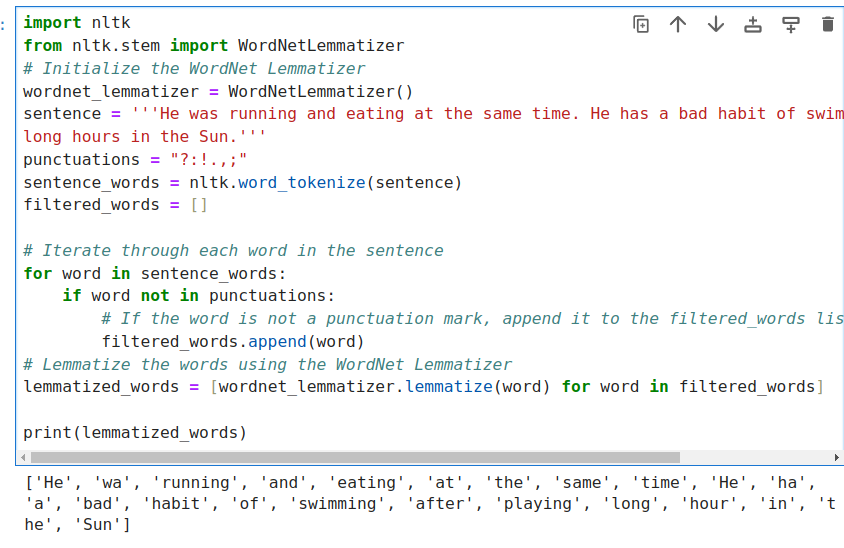 :
import nltk
from nltk.stem import WordNetLemmatizer
# Initialize the WordNet Lemmatizer
wordnet_lemmatizer = WordNetLemmatizer()
sentence = '''He was running and eating at the same time. He has a bad habit of swim
long hours in the Sun.'''
punctuations = "?:!.,;"
sentence_words = nltk.word_tokenize(sentence)
filtered_words = []
# Iterate through each word in the sentence
for word in sentence_words:
    if word not in punctuations:
        # If the word is not a punctuation mark, append it to the filtered_words lis
        filtered_words.append(word)
# Lemmatize the words using the WordNet Lemmatizer
lemmatized_words = [wordnet_lemmatizer.lemmatize(word) for word in filtered_words]
print(lemmatized_words)
['He', 'wa', 'running', 'and', 'eating', 'at', 'the', 'same', 'time', 'He', 'ha',
'a', 'bad', 'habit', 'of', 'swimming', 'after', 'playing', 'long', 'hour', 'in', 't
he', 'Sun']